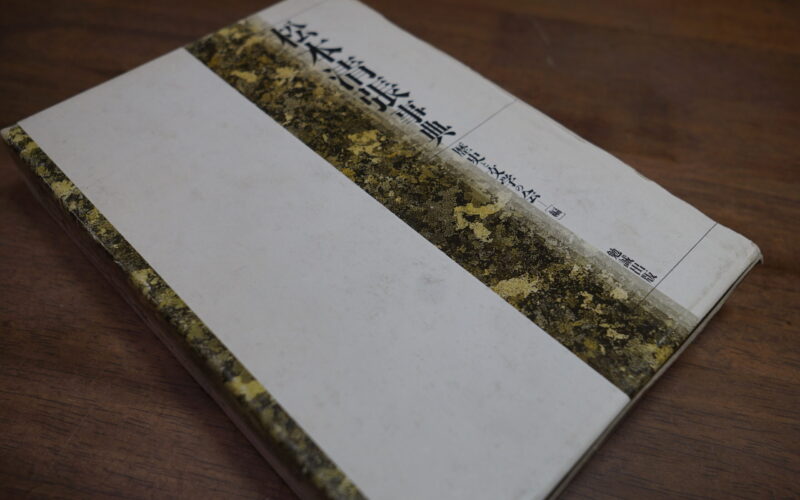 松本清張事典
歴史と文学の会 編
勉誠出版